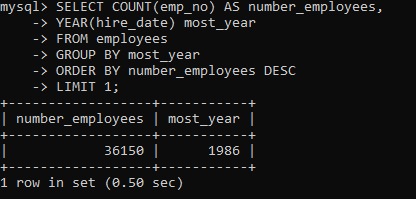 mysql> SELECT COUNT(emp_no) AS number_employees,
    -> YEAR(hire_date) most_year
    -> FROM employees
    -> GROUP BY most_year
    -> ORDER BY number_employees DESC
    -> LIMIT 1;
+------------------+-----------+
| number_employees | most_year |
+------------------+-----------+
|            36150 |      1986 |
+------------------+-----------+
1 row in set (0.50 sec)